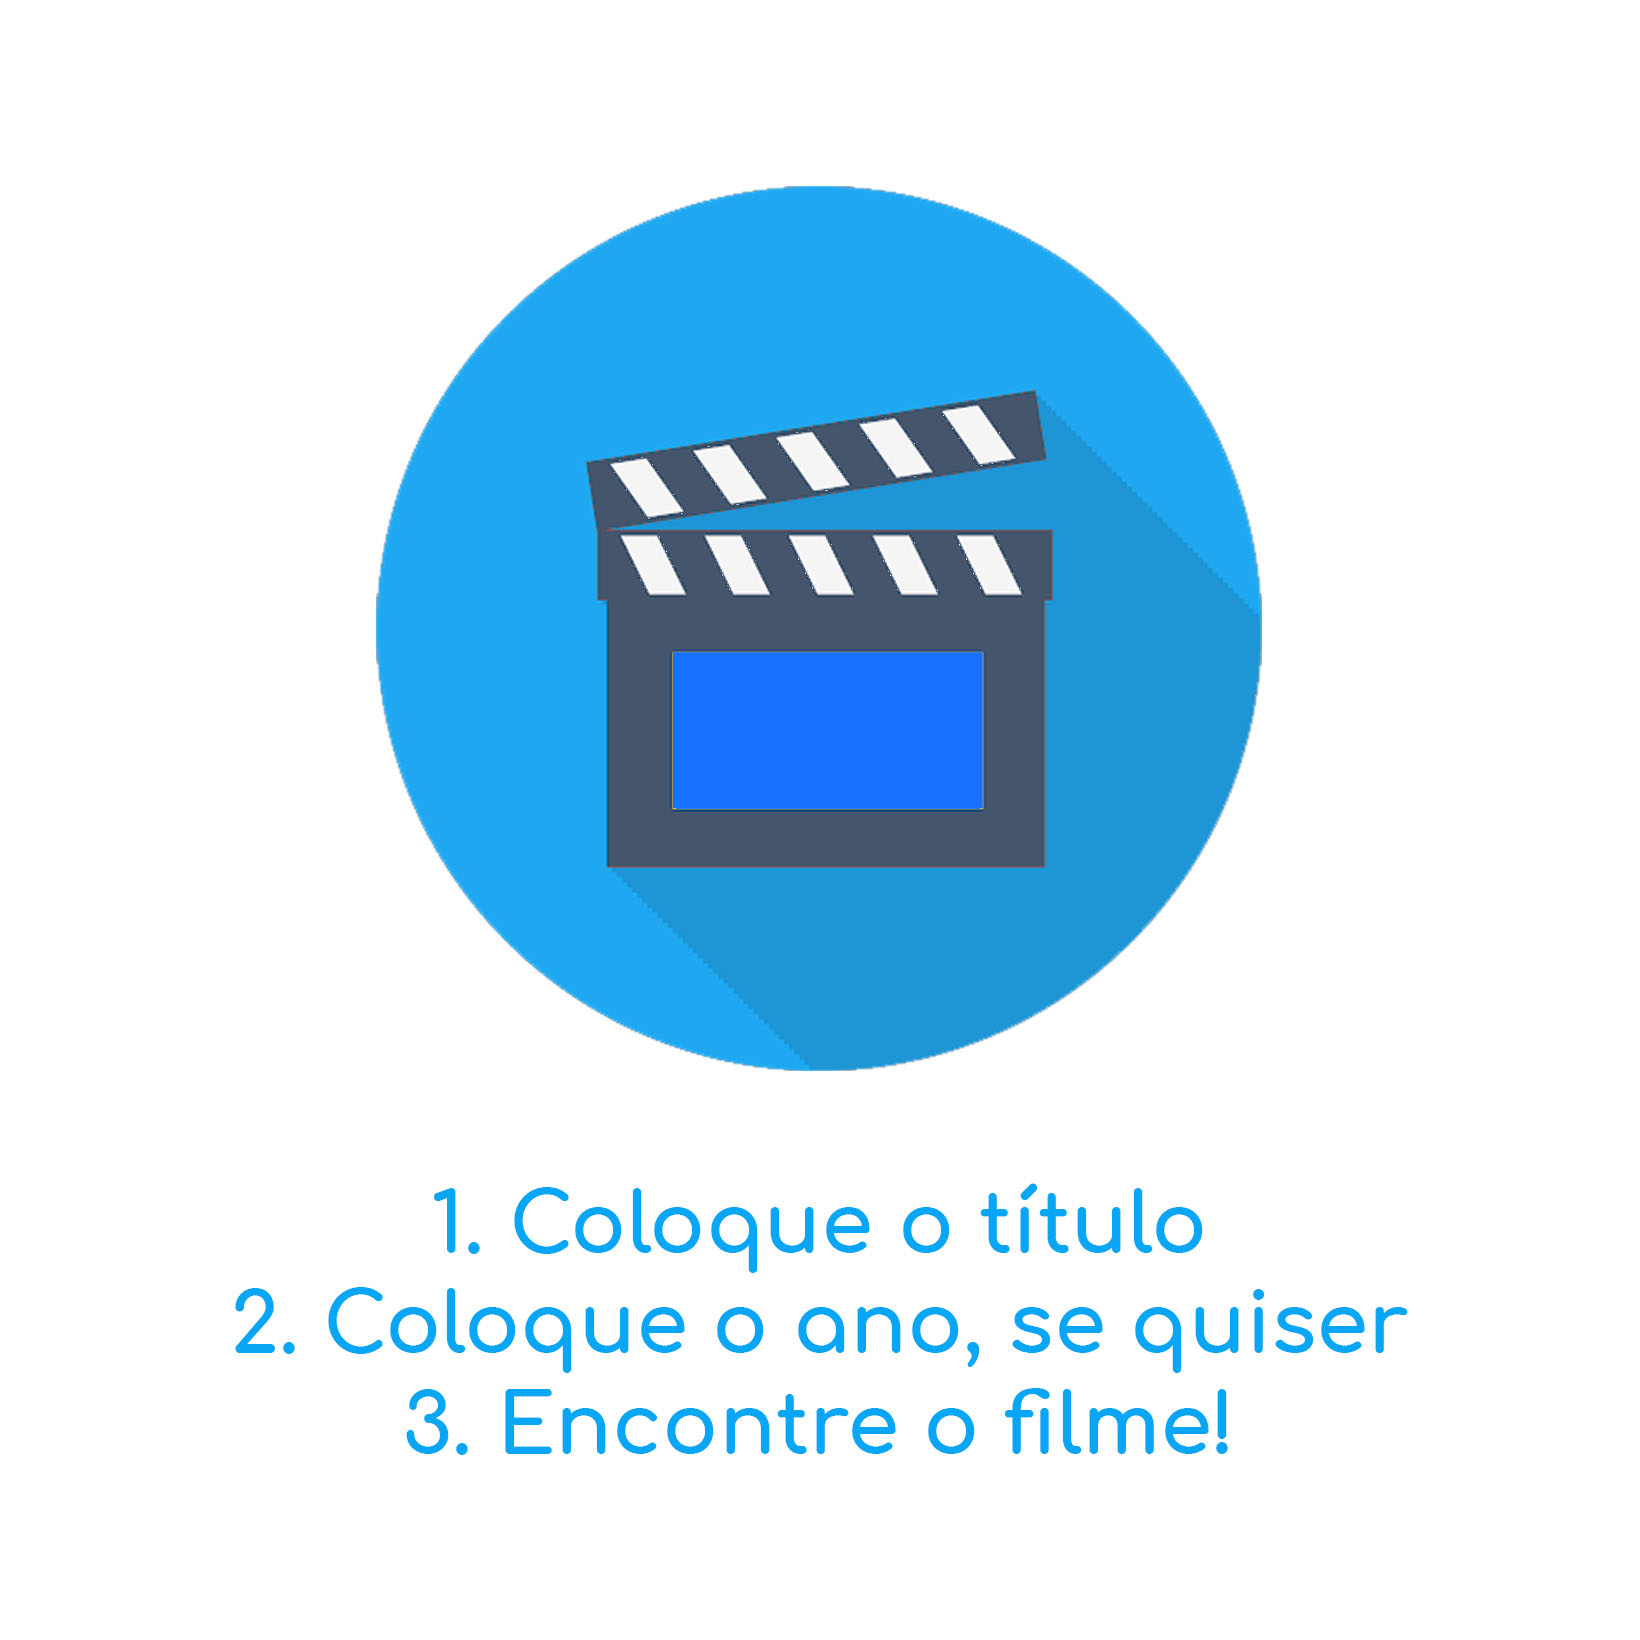 1. Coloque o título
2. Coloque o ano, se quiser
3. Encontre o filme!